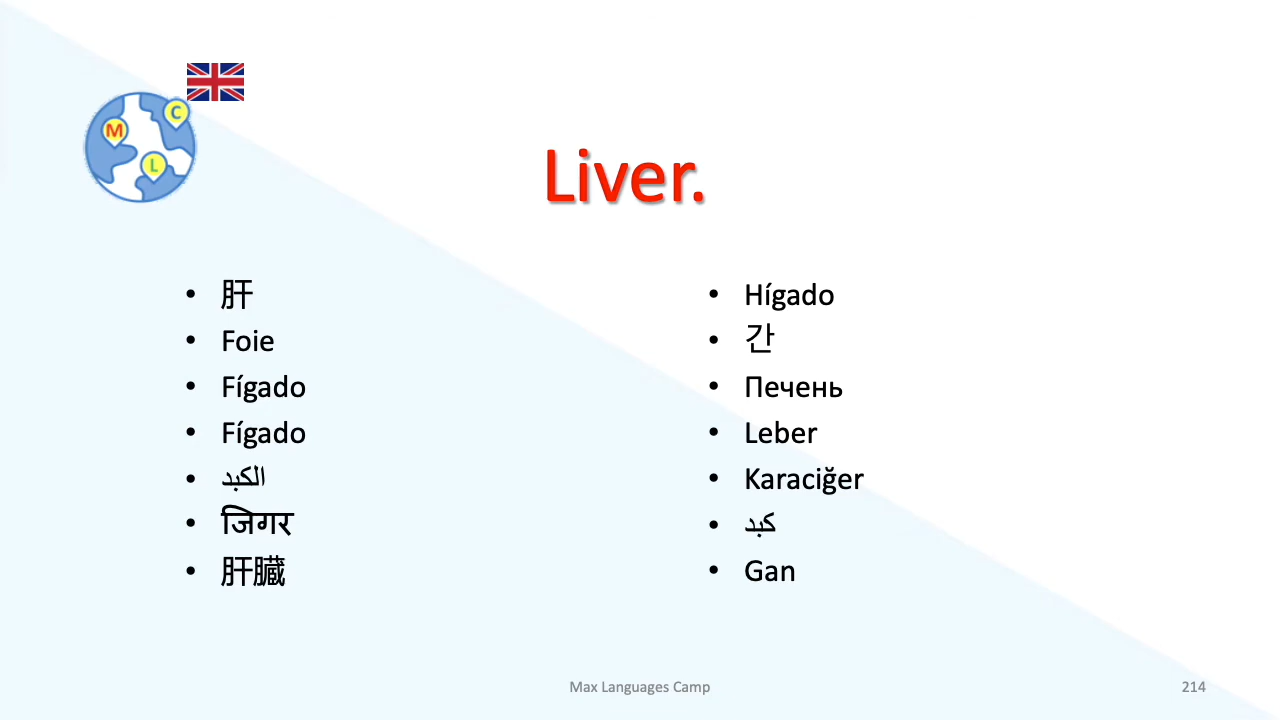 C
M
L
Liver.
• 肝
• Foie
• Fígado
• Fígado
• الكبد
• जिगर
• 肝臓
• Hígado
• 간
• Печень
• Leber
• Karaciğer
• کبد
• Gan
Max Languages Camp
214